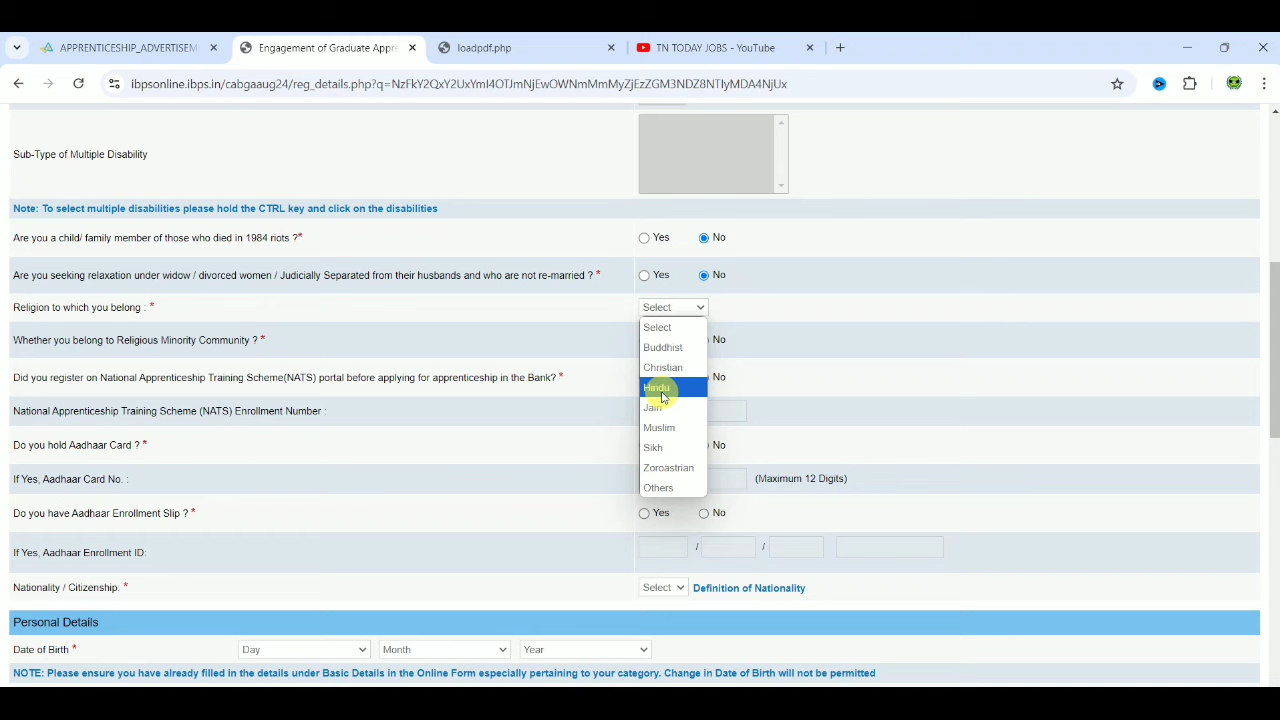 APPRENTICESHIP_ADVERTISEM
Engagement of Graduate Appre
loadpdf.php
TN TODAY JOBS - YouTube
ibpsonline.ibps.in/cabgaaug24/reg_details.php?q=NzFkY2QxY2UxYmI4OTJmNjEwOWNmMmMyZjEzZGM3NDZ8NTIyMDA4NjUx
Sub-Type of Multiple Disability
Note: To select multiple disabilities please hold the CTRL key and click on the disabilities
Are you a child/ family member of those who died in 1984 riots ?* Yes No
Are you seeking relaxation under widow / divorced women / Judicially Separated from their husbands and who are not re-married ? * Yes No
Religion to which you belong : * Select
Select
Buddhist
Christian
Hindu
Jain
Muslim
Sikh
Zoroastrian
Others
Whether you belong to Religious Minority Community ? * No
Did you register on National Apprenticeship Training Scheme(NATS) portal before applying for apprenticeship in the Bank? * No
National Apprenticeship Training Scheme (NATS) Enrollment Number :
Do you hold Aadhaar Card ? * No
If Yes, Aadhaar Card No. : (Maximum 12 Digits)
Do you have Aadhaar Enrollment Slip ? * Yes No
If Yes, Aadhaar Enrollment ID: / /
Nationality / Citizenship. * Select Definition of Nationality
Personal Details
Date of Birth * Day Month Year
NOTE: Please ensure you have already filled in the details under Basic Details in the Online Form especially pertaining to your category. Change in Date of Birth will not be permitted